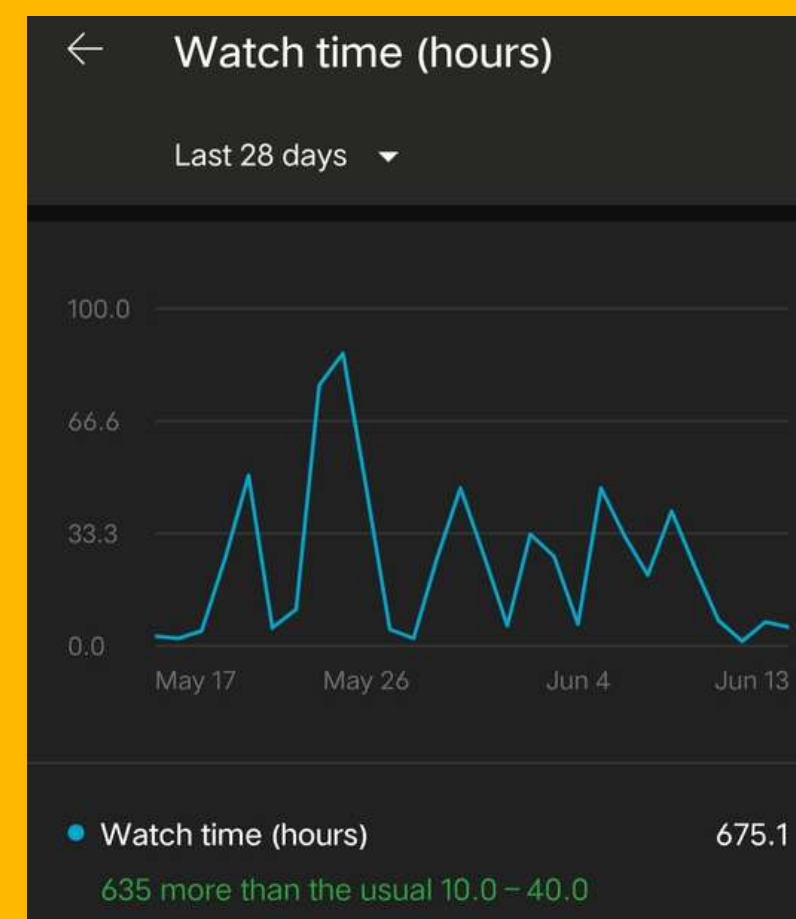 Watch time (hours)
Last 28 days
100.0
66.6
33.3
0.0
May 17 May 26 Jun 4 Jun 13
Watch time (hours) 675.1
635 more than the usual 10.0 – 40.0